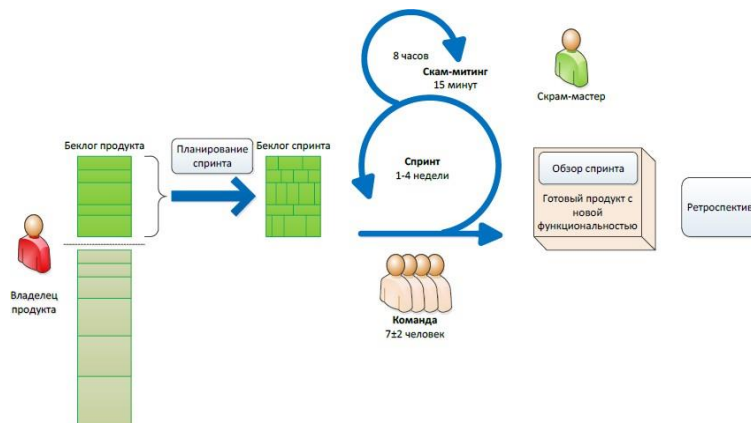 8 часов
Скам-митинг
15 минут
Скрам-мастер
Беклог продукта
Планирование
спринта
Беклог спринта
Спринт
1-4 недели
Обзор спринта
Готовый продукт с
новой
функциональностью
Ретроспектив
Владелец
продукта
Команда
7±2 человек